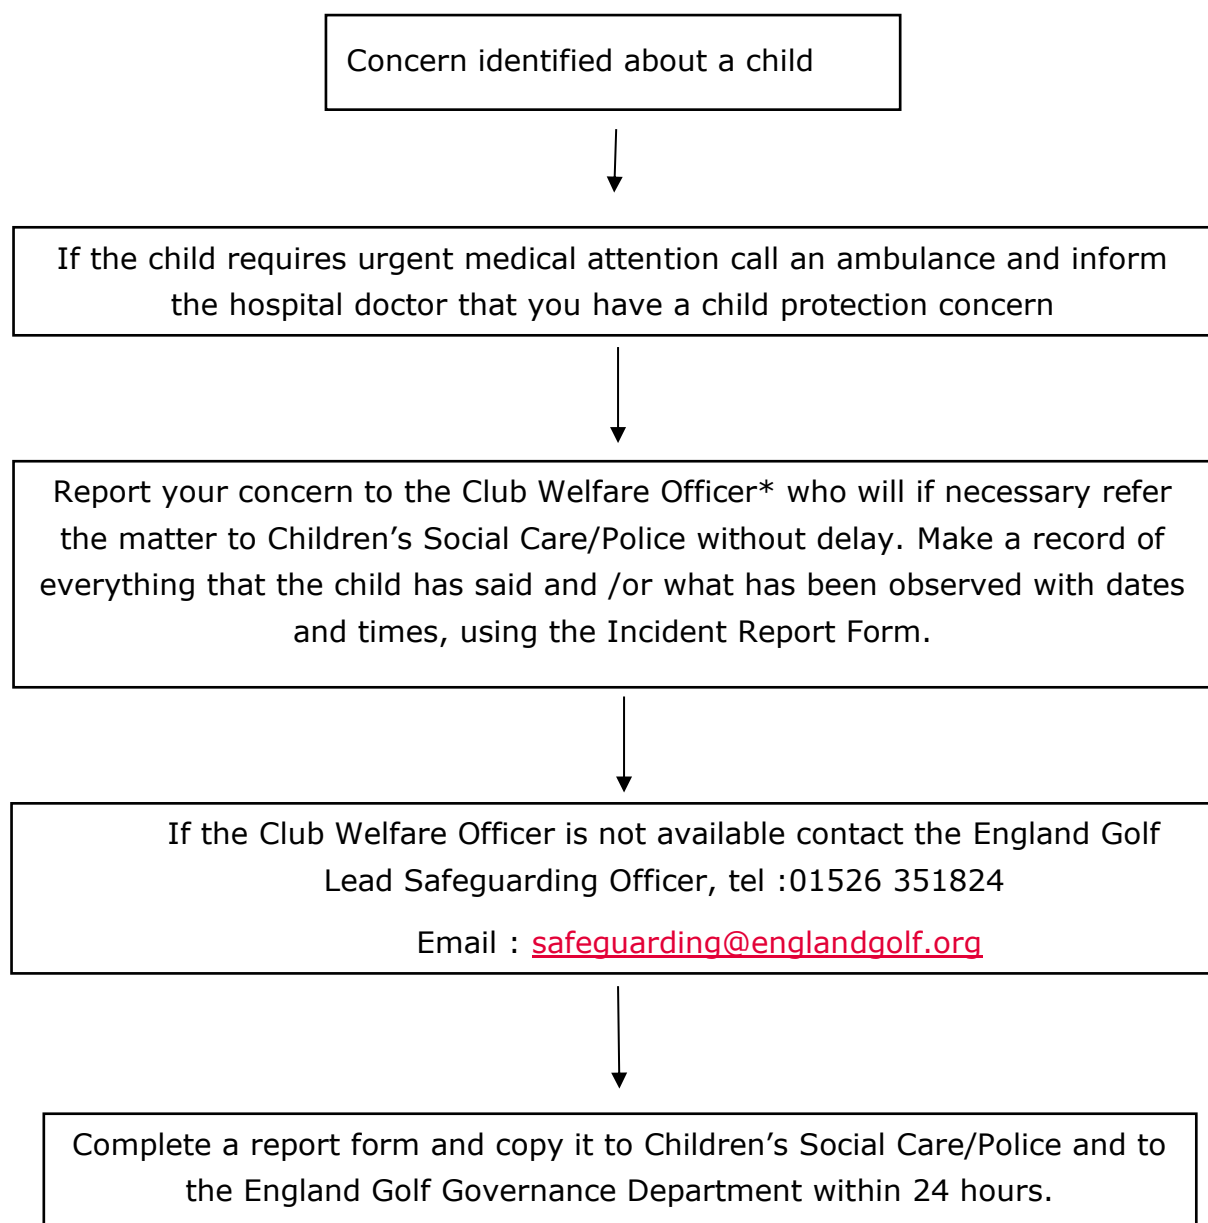 Concern identified about a child
If the child requires urgent medical attention call an ambulance and inform
the hospital doctor that you have a child protection concern
Report your concern to the Club Welfare Officer* who will if necessary refer
the matter to Children’s Social Care/Police without delay. Make a record of
everything that the child has said and /or what has been observed with dates
and times, using the Incident Report Form.
If the Club Welfare Officer is not available contact the England Golf
Lead Safeguarding Officer, tel :01526 351824
Email : safeguarding@englandgolf.org
Complete a report form and copy it to Children’s Social Care/Police and to
the England Golf Governance Department within 24 hours.